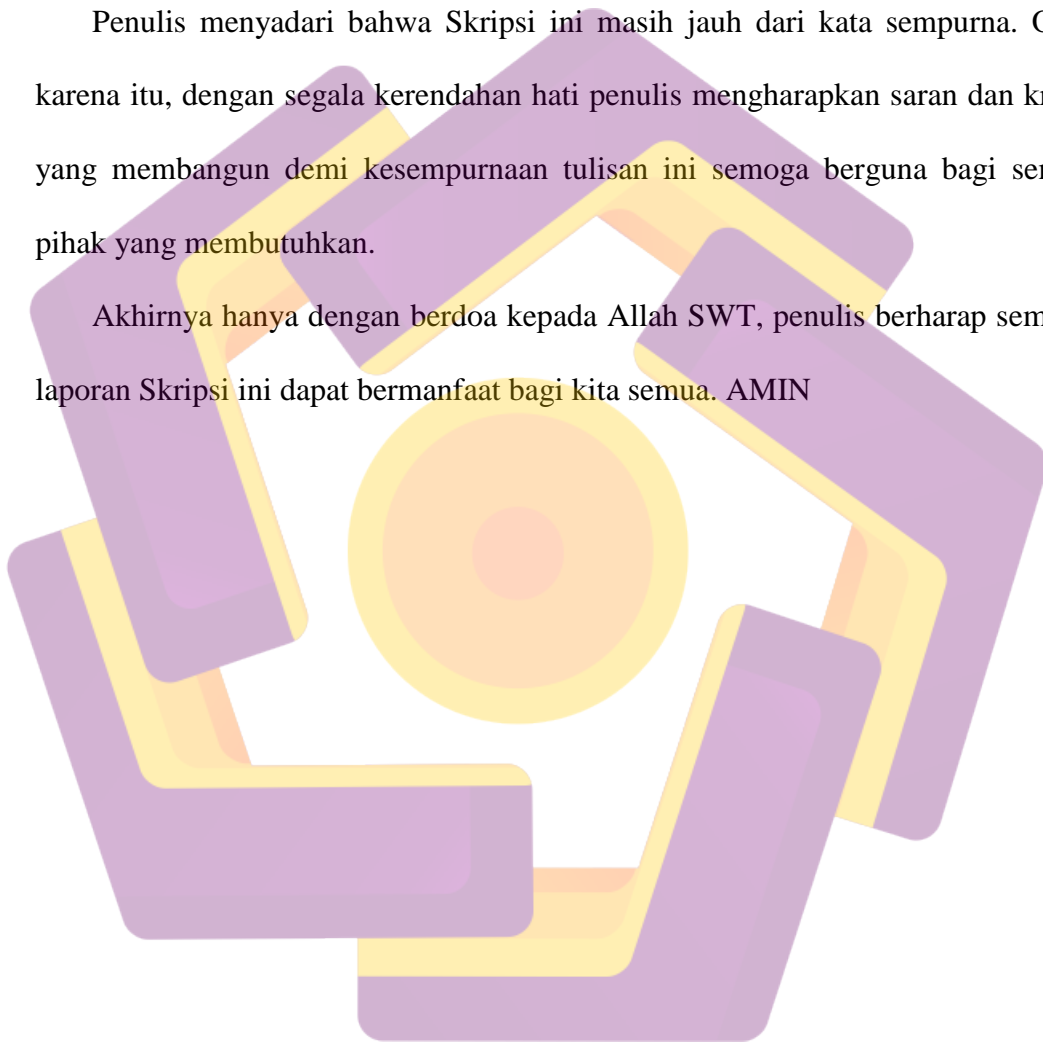 Penulis menyadari bahwa Skripsi ini masih jauh dari kata sempurna.
karena itu, dengan segala kerendahan hati penulis mengharapkan saran dan
yang membangun demi kesempurnaan tulisan ini semoga berguna bagi
pihak yang membutuhkan.
Akhirnya hanya dengan berdoa kepada Allah SWT, penulis berharap
laporan Skripsi ini dapat bermanfaat bagi kita semua. AMIN